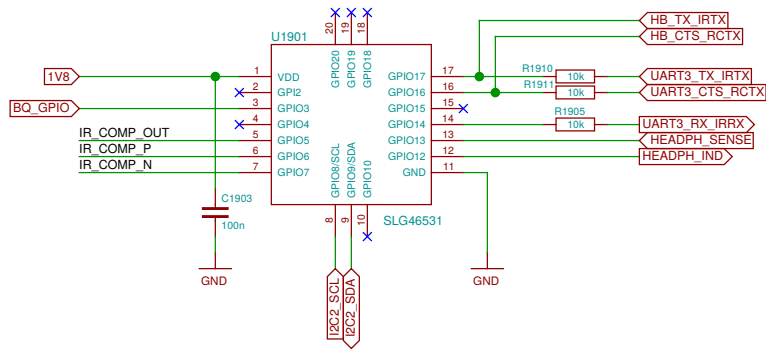 HB_TX_IRTX
HB_CTS_RCTX
U1901
20 19 18
GPIO20 GPIO19 GPIO18
1V8 1 VDD GPIO17 17 R1910 10k UART3_TX_IRTX
2 GPI2 GPIO16 16 R1911 10k UART3_CTS_RCTX
BQ_GPIO 3 GPIO3 GPIO15 15
4 GPIO4 GPIO14 14 R1905 10k UART3_RX_IRRX
IR_COMP_OUT 5 GPIO5 GPIO13 13 HEADPH_SENSE
IR_COMP_P 6 GPIO6 GPIO12 12 HEADPH_IND
IR_COMP_N 7 GPIO7 GND 11
GPIO8/SCL GPIO9/SDA GPIO10
8 9 10
C1903
100n
SLG46531
GND
GND
I2C2_SCL
I2C2_SDA